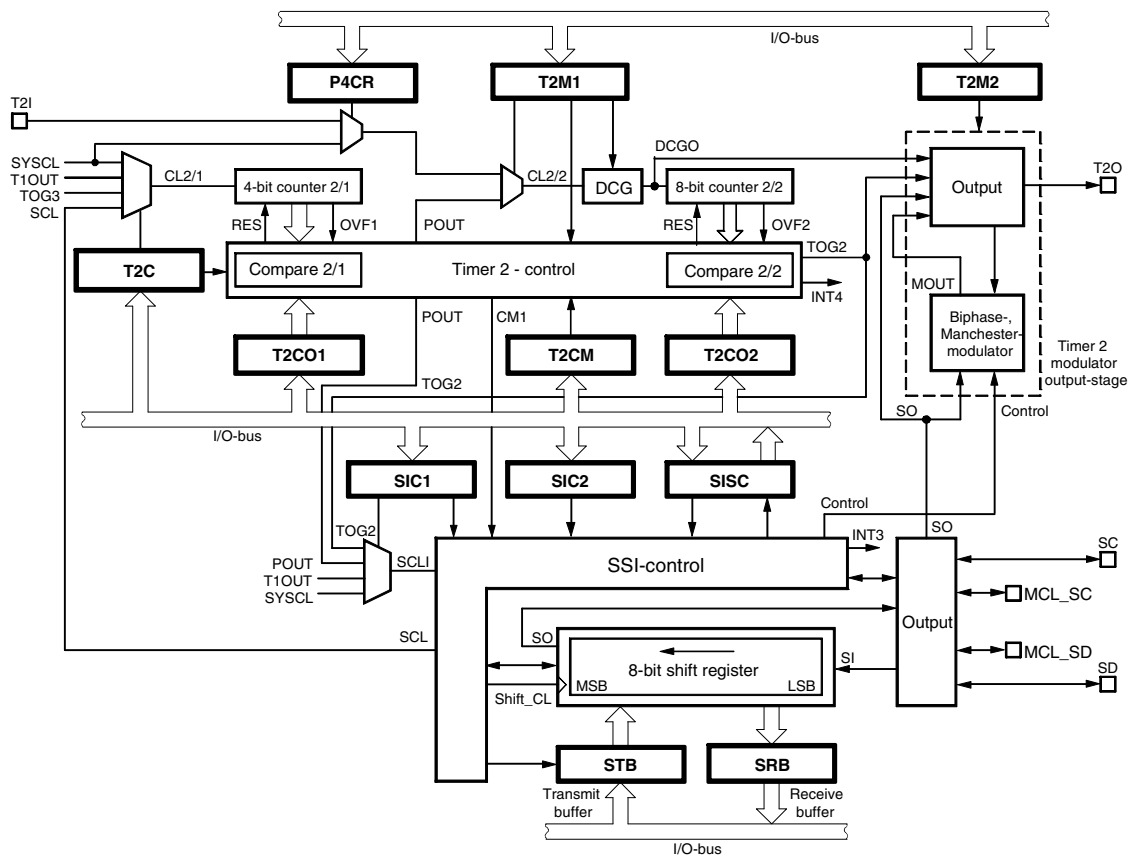 I/O-bus
P4CR
T2M1
T2M2
T2I
DCGO
SYSCL
T1OUT
TOG3
SCL
CL2/1
4-bit counter 2/1
CL2/2
DCG
8-bit counter 2/2
Output
T2O
RES
OVF1
POUT
RES
OVF2
TOG2
T2C
Compare 2/1
Timer 2 - control
Compare 2/2
INT4
MOUT
Biphase-,
Manchester-
modulator
Timer 2
modulator
output-stage
POUT
CM1
T2CO1
T2CM
T2CO2
TOG2
SO
Control
I/O-bus
SIC1
SIC2
SISC
Control
TOG2
INT3
SO
SC
POUT
T1OUT
SYSCL
SCLI
SSI-control
MCL_SC
Output
SCL
SO
SI
MCL_SD
8-bit shift register
SD
MSB
LSB
Shift_CL
STB
SRB
Transmit
buffer
Receive
buffer
I/O-bus